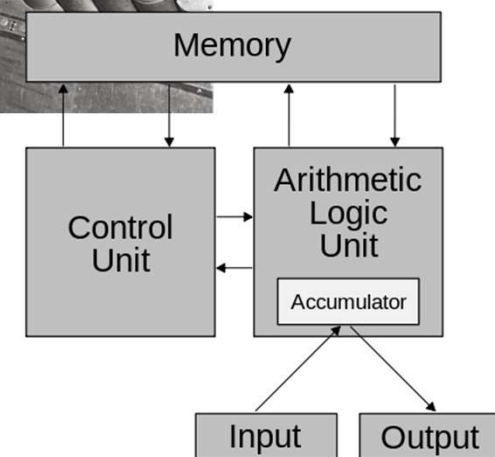 Memory
Control
Unit
Arithmetic
Logic
Unit
Accumulator
Input
Output